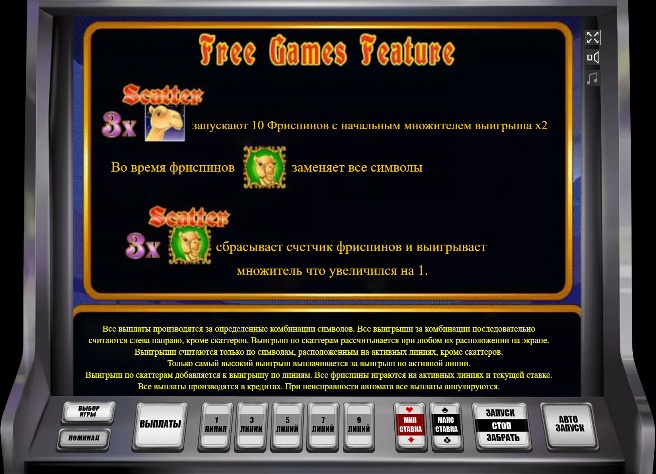 Free Games Feature
Scatter
3x запускают 10 Фриспинов с начальным множителем выигрыша x2
Во время фриспинов заменяет все символы
Scatter
3x сбрасывает счетчик фриспинов и выигрывает
множитель что увеличился на 1.
Все выплаты производятся за определенные комбинации символов. Все выигрыши за комбинации последовательно
считаются слева направо, кроме скаттеров. Выигрыш по скаттерам рассчитывается при любом их расположении на экране.
Выигрыши считаются только по символам, расположенным на активных линиях, кроме скаттеров.
Только самый высокий выигрыш выплачивается за выигрыш по активной линии.
Выигрыш по скаттерам добавляется к выигрышу по линиям. Все фриспины играются на активных линиях и текущей ставке.
Все выплаты производятся в кредитах. При неисправности автомата все выплаты аннулируются.
ВЫБОР
ИГРЫ
НОМИНАЛ
ВЫПЛАТЫ
1
ЛИНИЯ
3
ЛИНИИ
5
ЛИНИЙ
7
ЛИНИЙ
9
ЛИНИЙ
МИН
СТАВКА
МАКС
СТАВКА
ЗАПУСК
СТОП
ЗАБРАТЬ
АВТО
ЗАПУСК